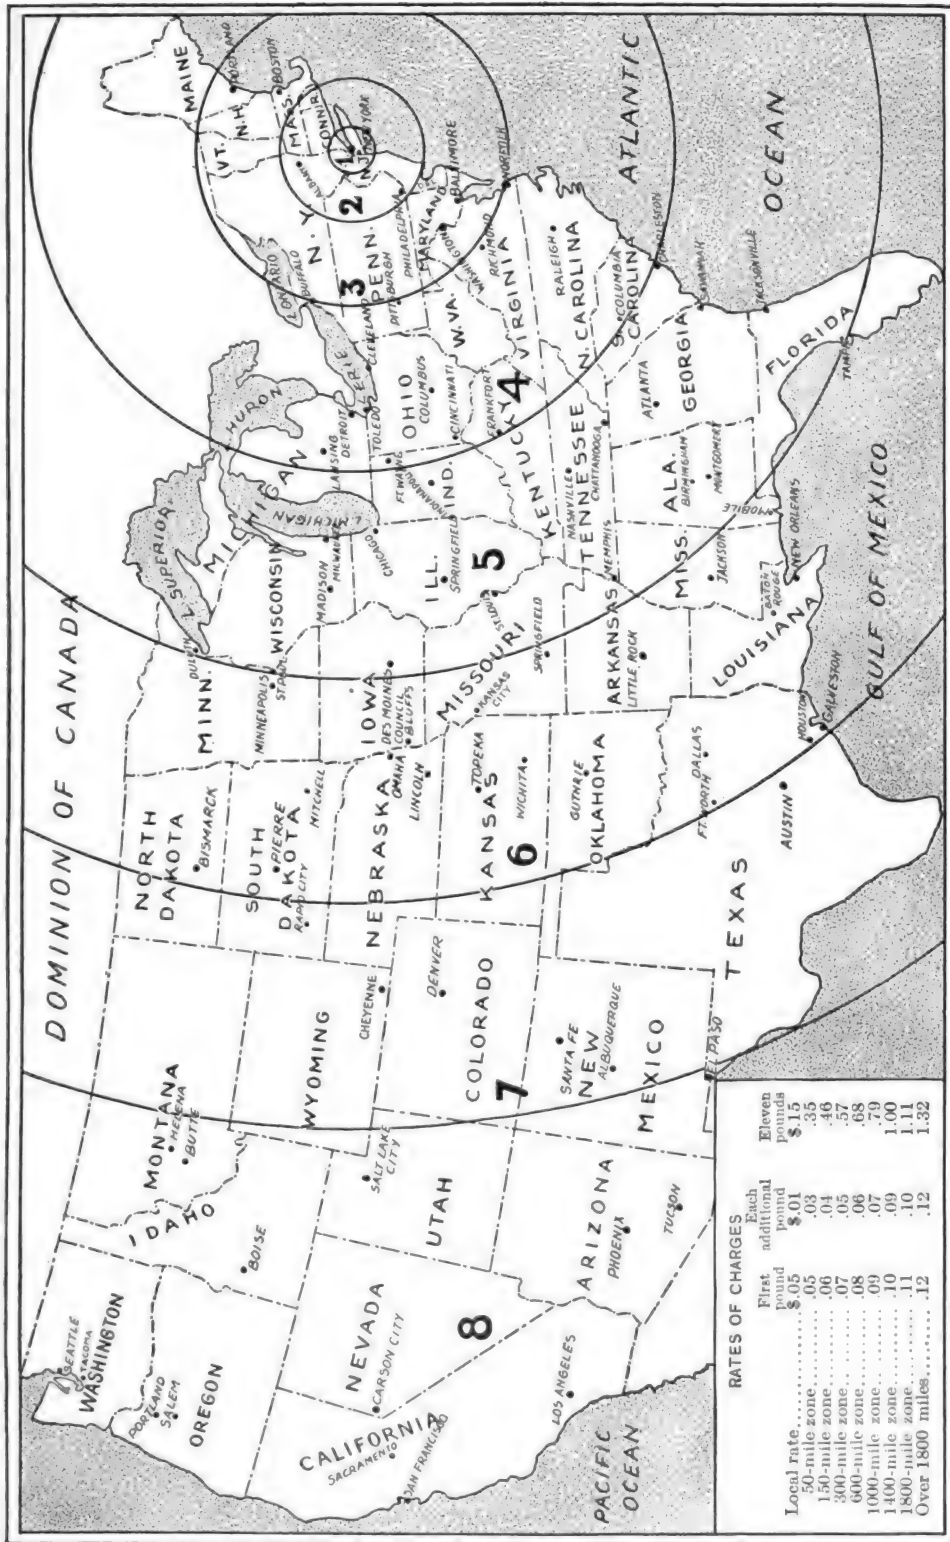 DOMINION OF CANADA
WASHINGTON
SEATTLE
TACOMA
PORTLAND
SALEM
OREGON
IDAHO
BOISE
MONTANA
HELENA
BUTTE
NORTH
DAKOTA
BISMARCK
SOUTH
DAKOTA
PIERRE
RAPID CITY
MITCHELL
MINN.
DULUTH
MINNEAPOLIS
ST. PAUL
L. SUPERIOR
WISCONSIN
MADISON
MILWAUKEE
MICHIGAN
L. MICHIGAN
HURON
LANSING
DETROIT
L. ERIE
L. ONTARIO
BUFFALO
N. Y.
ALBANY
VT.
N.H.
MAINE
PORTLAND
MASS.
BOSTON
CONN.
R.I.
NEW YORK
N.J.
1
2
3
PENN.
PITTSBURGH
PHILADELPHIA
MARYLAND
BALTIMORE
WASHINGTON
NORFOLK
RICHMOND
VIRGINIA
W. VA.
OHIO
CLEVELAND
TOLEDO
COLUMBUS
CINCINNATI
IND.
FT. WAYNE
INDIANAPOLIS
ILL.
CHICAGO
SPRINGFIELD
IOWA
DES MOINES
COUNCIL
BLUFFS
NEBRASKA
OMAHA
LINCOLN
WYOMING
CHEYENNE
COLORADO
DENVER
UTAH
SALT LAKE
CITY
NEVADA
CARSON CITY
CALIFORNIA
SACRAMENTO
SAN FRANCISCO
LOS ANGELES
8
7
6
5
4
KANSAS
TOPEKA
WICHITA
MISSOURI
KANSAS
CITY
ST. LOUIS
SPRINGFIELD
KENTUCKY
FRANKFORT
TENNESSEE
NASHVILLE
CHATTANOOGA
MEMPHIS
N. CAROLINA
RALEIGH
S. CAROLINA
COLUMBIA
CHARLESTON
GEORGIA
ATLANTA
SAVANNAH
JACKSONVILLE
FLORIDA
TAMPA
ALA.
BIRMINGHAM
MONTGOMERY
MOBILE
MISS.
JACKSON
ARKANSAS
LITTLE ROCK
LOUISIANA
BATON
ROUGE
NEW ORLEANS
OKLAHOMA
GUTHRIE
TEXAS
FT. WORTH
DALLAS
AUSTIN
HOUSTON
GALVESTON
EL PASO
NEW
MEXICO
SANTA FE
ALBUQUERQUE
ARIZONA
PHOENIX
TUCSON
PACIFIC
OCEAN
ATLANTIC
OCEAN
GULF OF MEXICO
RATES OF CHARGES
First pound Each additional pound Eleven pounds
Local rate........ $.05 $.01 $.15
50-mile zone...... .05 .03 .35
150-mile zone...... .06 .04 .46
300-mile zone...... .07 .05 .57
600-mile zone...... .08 .06 .68
1000-mile zone...... .09 .07 .79
1400-mile zone...... .10 .09 1.00
1800-mile zone...... .11 .10 1.11
Over 1800 miles...... .12 .12 1.32